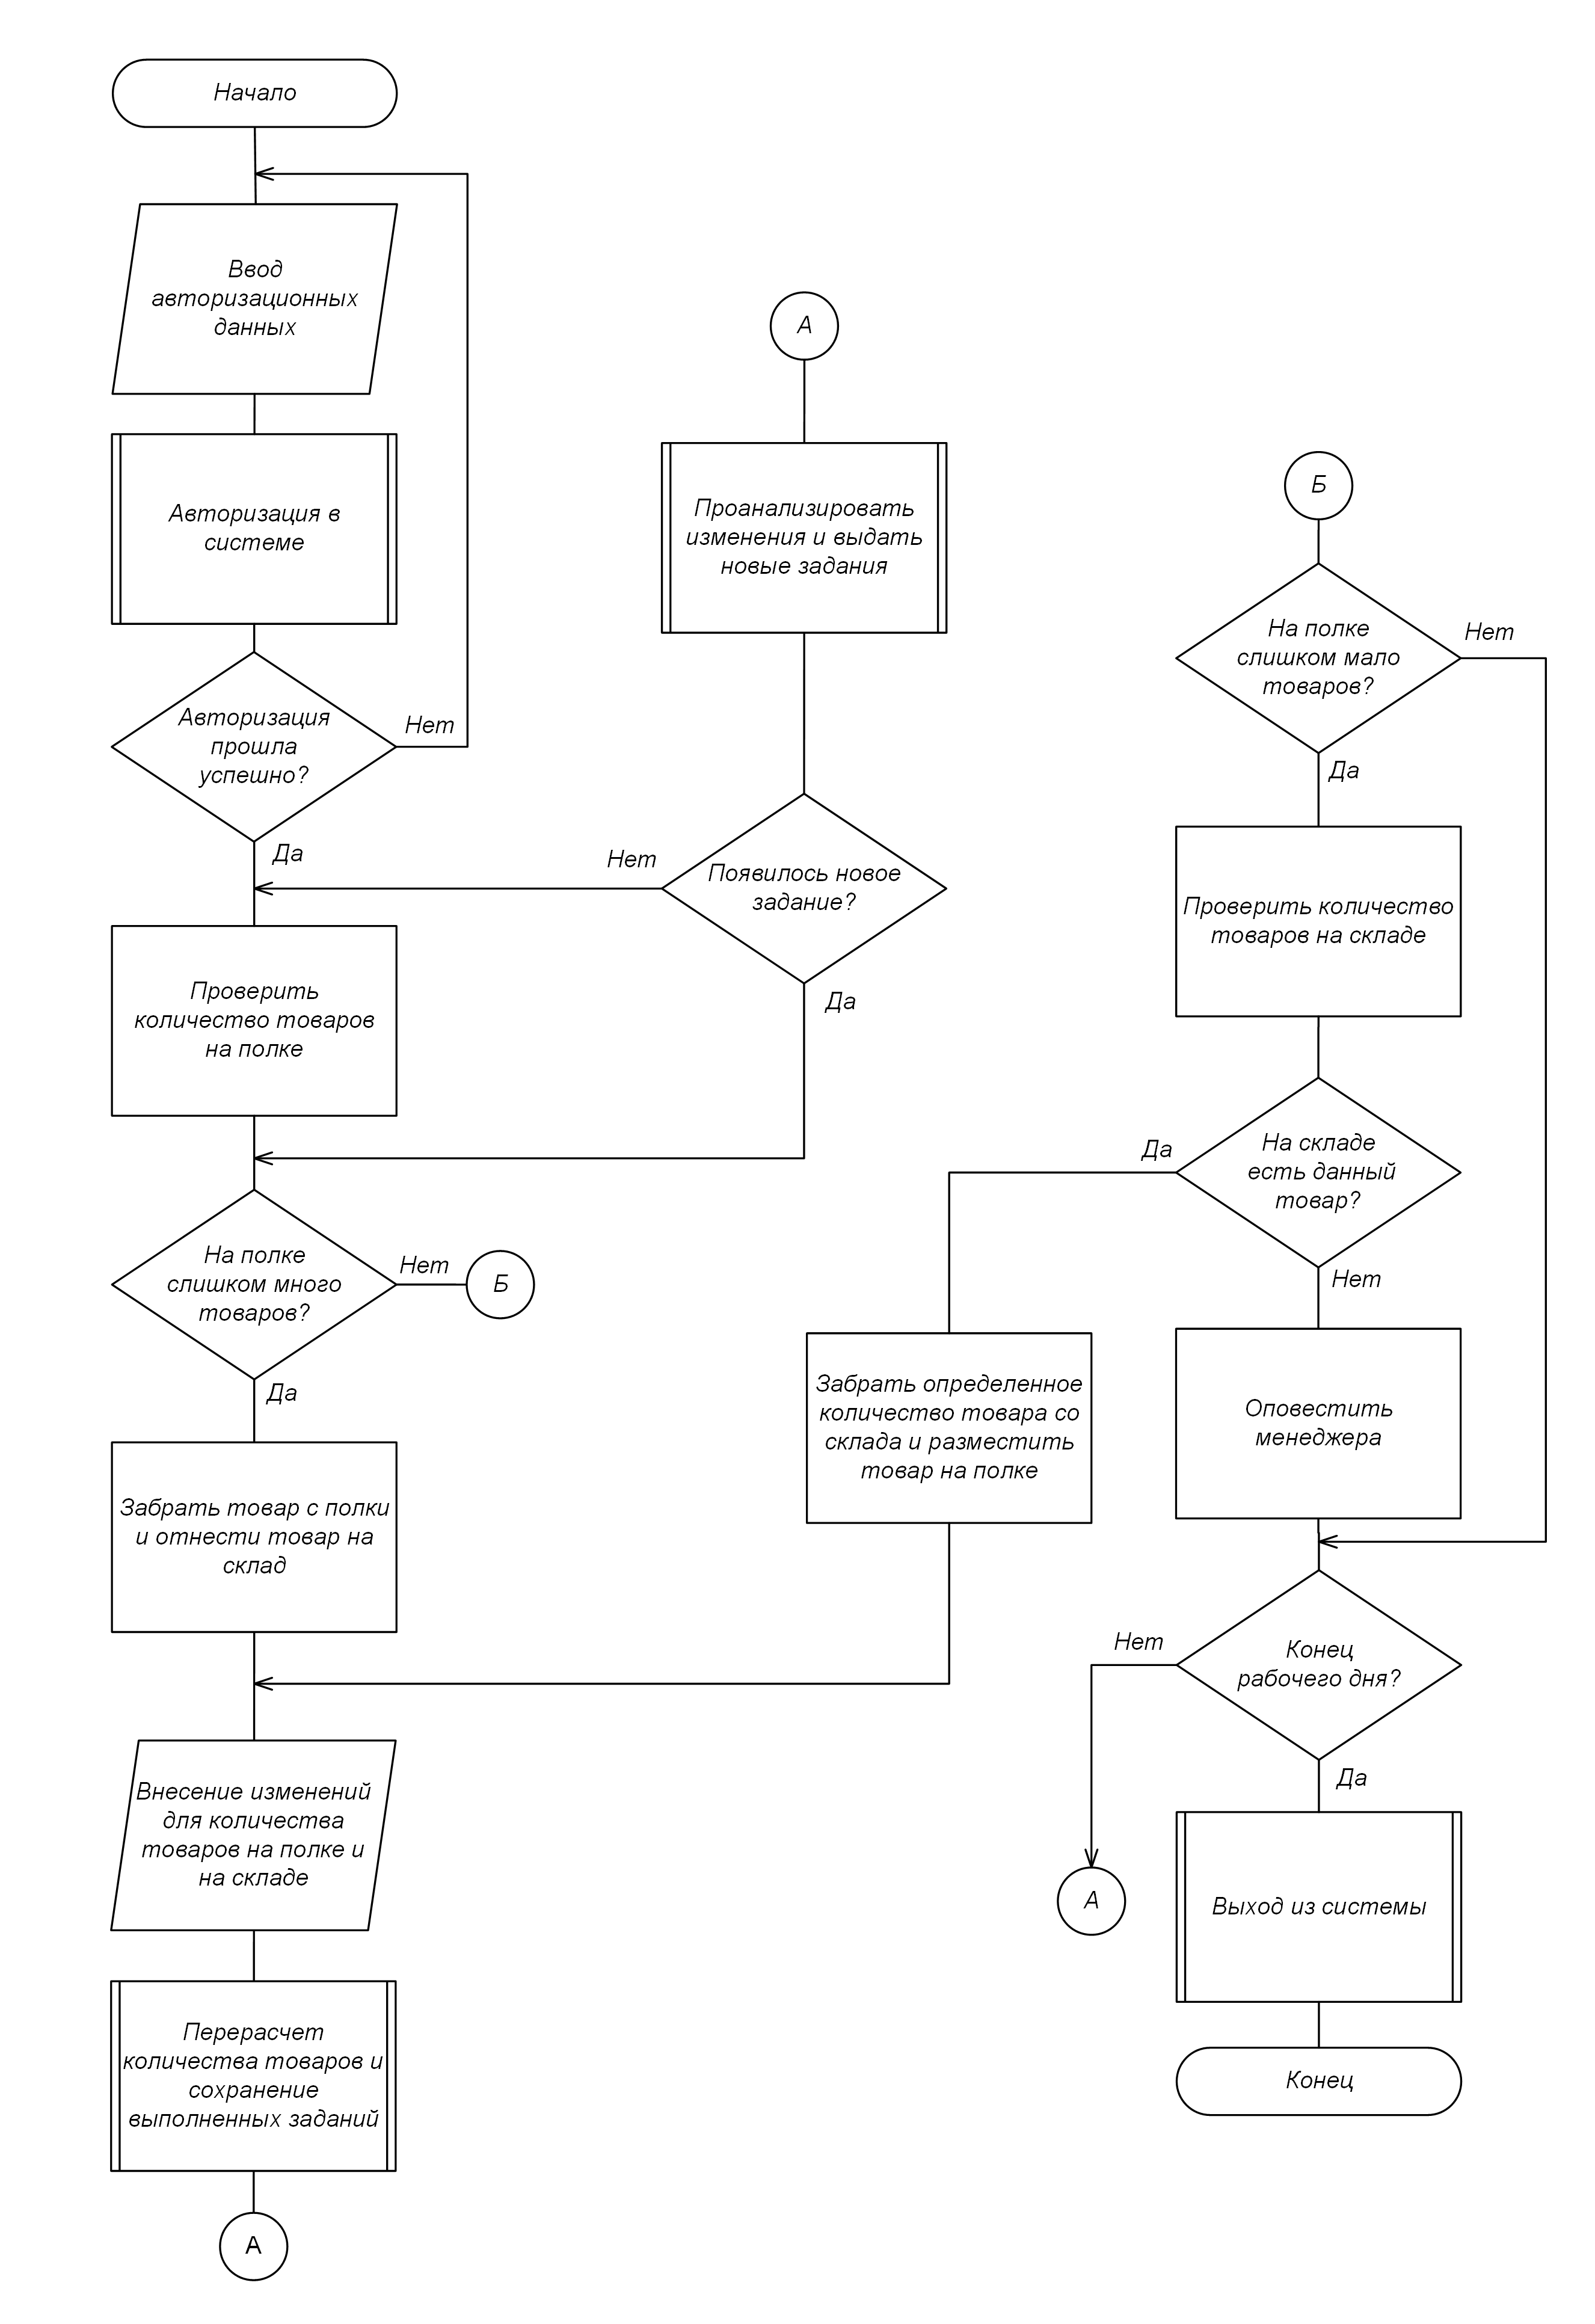 Начало
Ввод
авторизационных
данных
Авторизация в
системе
Авторизация
прошла
успешно?
Нет
Да
Проверить
количество товаров
на полке
На полке
слишком много
товаров?
Нет
Б
Да
Забрать товар с полки
и отнести товар на
склад
Внесение изменений
для количества
товаров на полке и
на складе
Перерасчет
количества товаров и
сохранение
выполненных заданий
А
А
Проанализировать
изменения и выдать
новые задания
Появилось новое
задание?
Нет
Да
Б
На полке
слишком мало
товаров?
Нет
Да
Проверить количество
товаров на складе
На складе
есть данный
товар?
Да
Нет
Забрать определенное
количество товара со
склада и разместить
товар на полке
Оповестить
менеджера
Конец
рабочего дня?
Нет
А
Да
Выход из системы
Конец